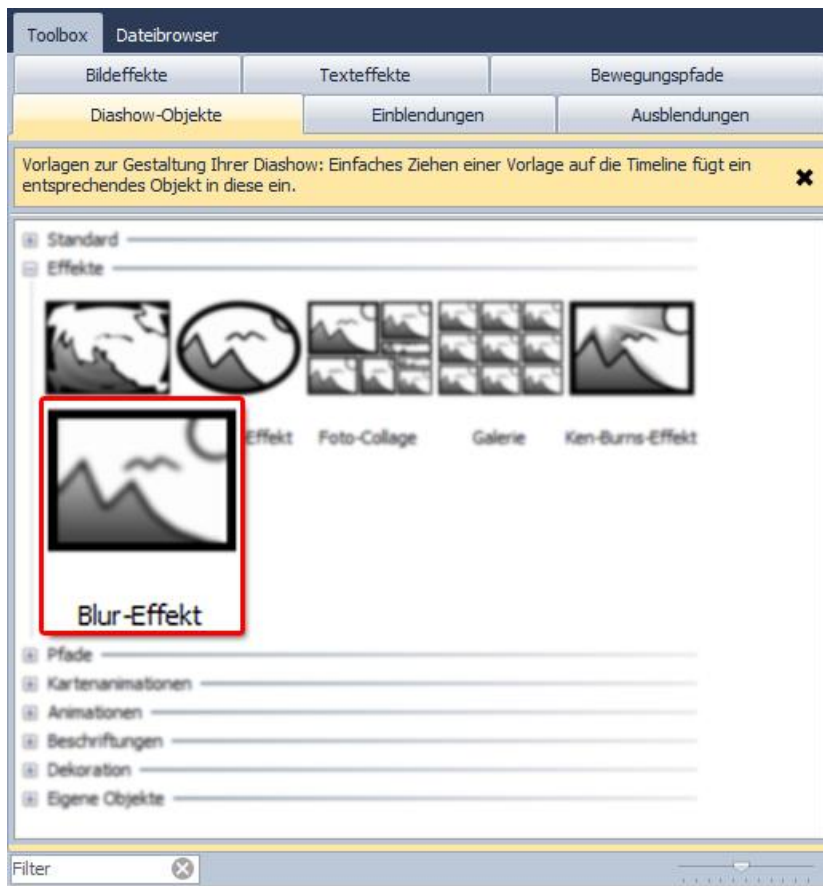 Toolbox Dateibrowser
Bildeffekte Texteffekte Bewegungspfade
Diashow-Objekte Einblendungen Ausblendungen
Vorlagen zur Gestaltung Ihrer Diashow: Einfaches Ziehen einer Vorlage auf die Timeline fügt ein
entsprechendes Objekt in diese ein.
Standard
Effekte
Effekt Foto-Collage Galerie Ken-Burns-Effekt
Blur-Effekt
Pfade
Kartenanimationen
Animationen
Beschriftungen
Dekoration
Eigene Objekte
Filter